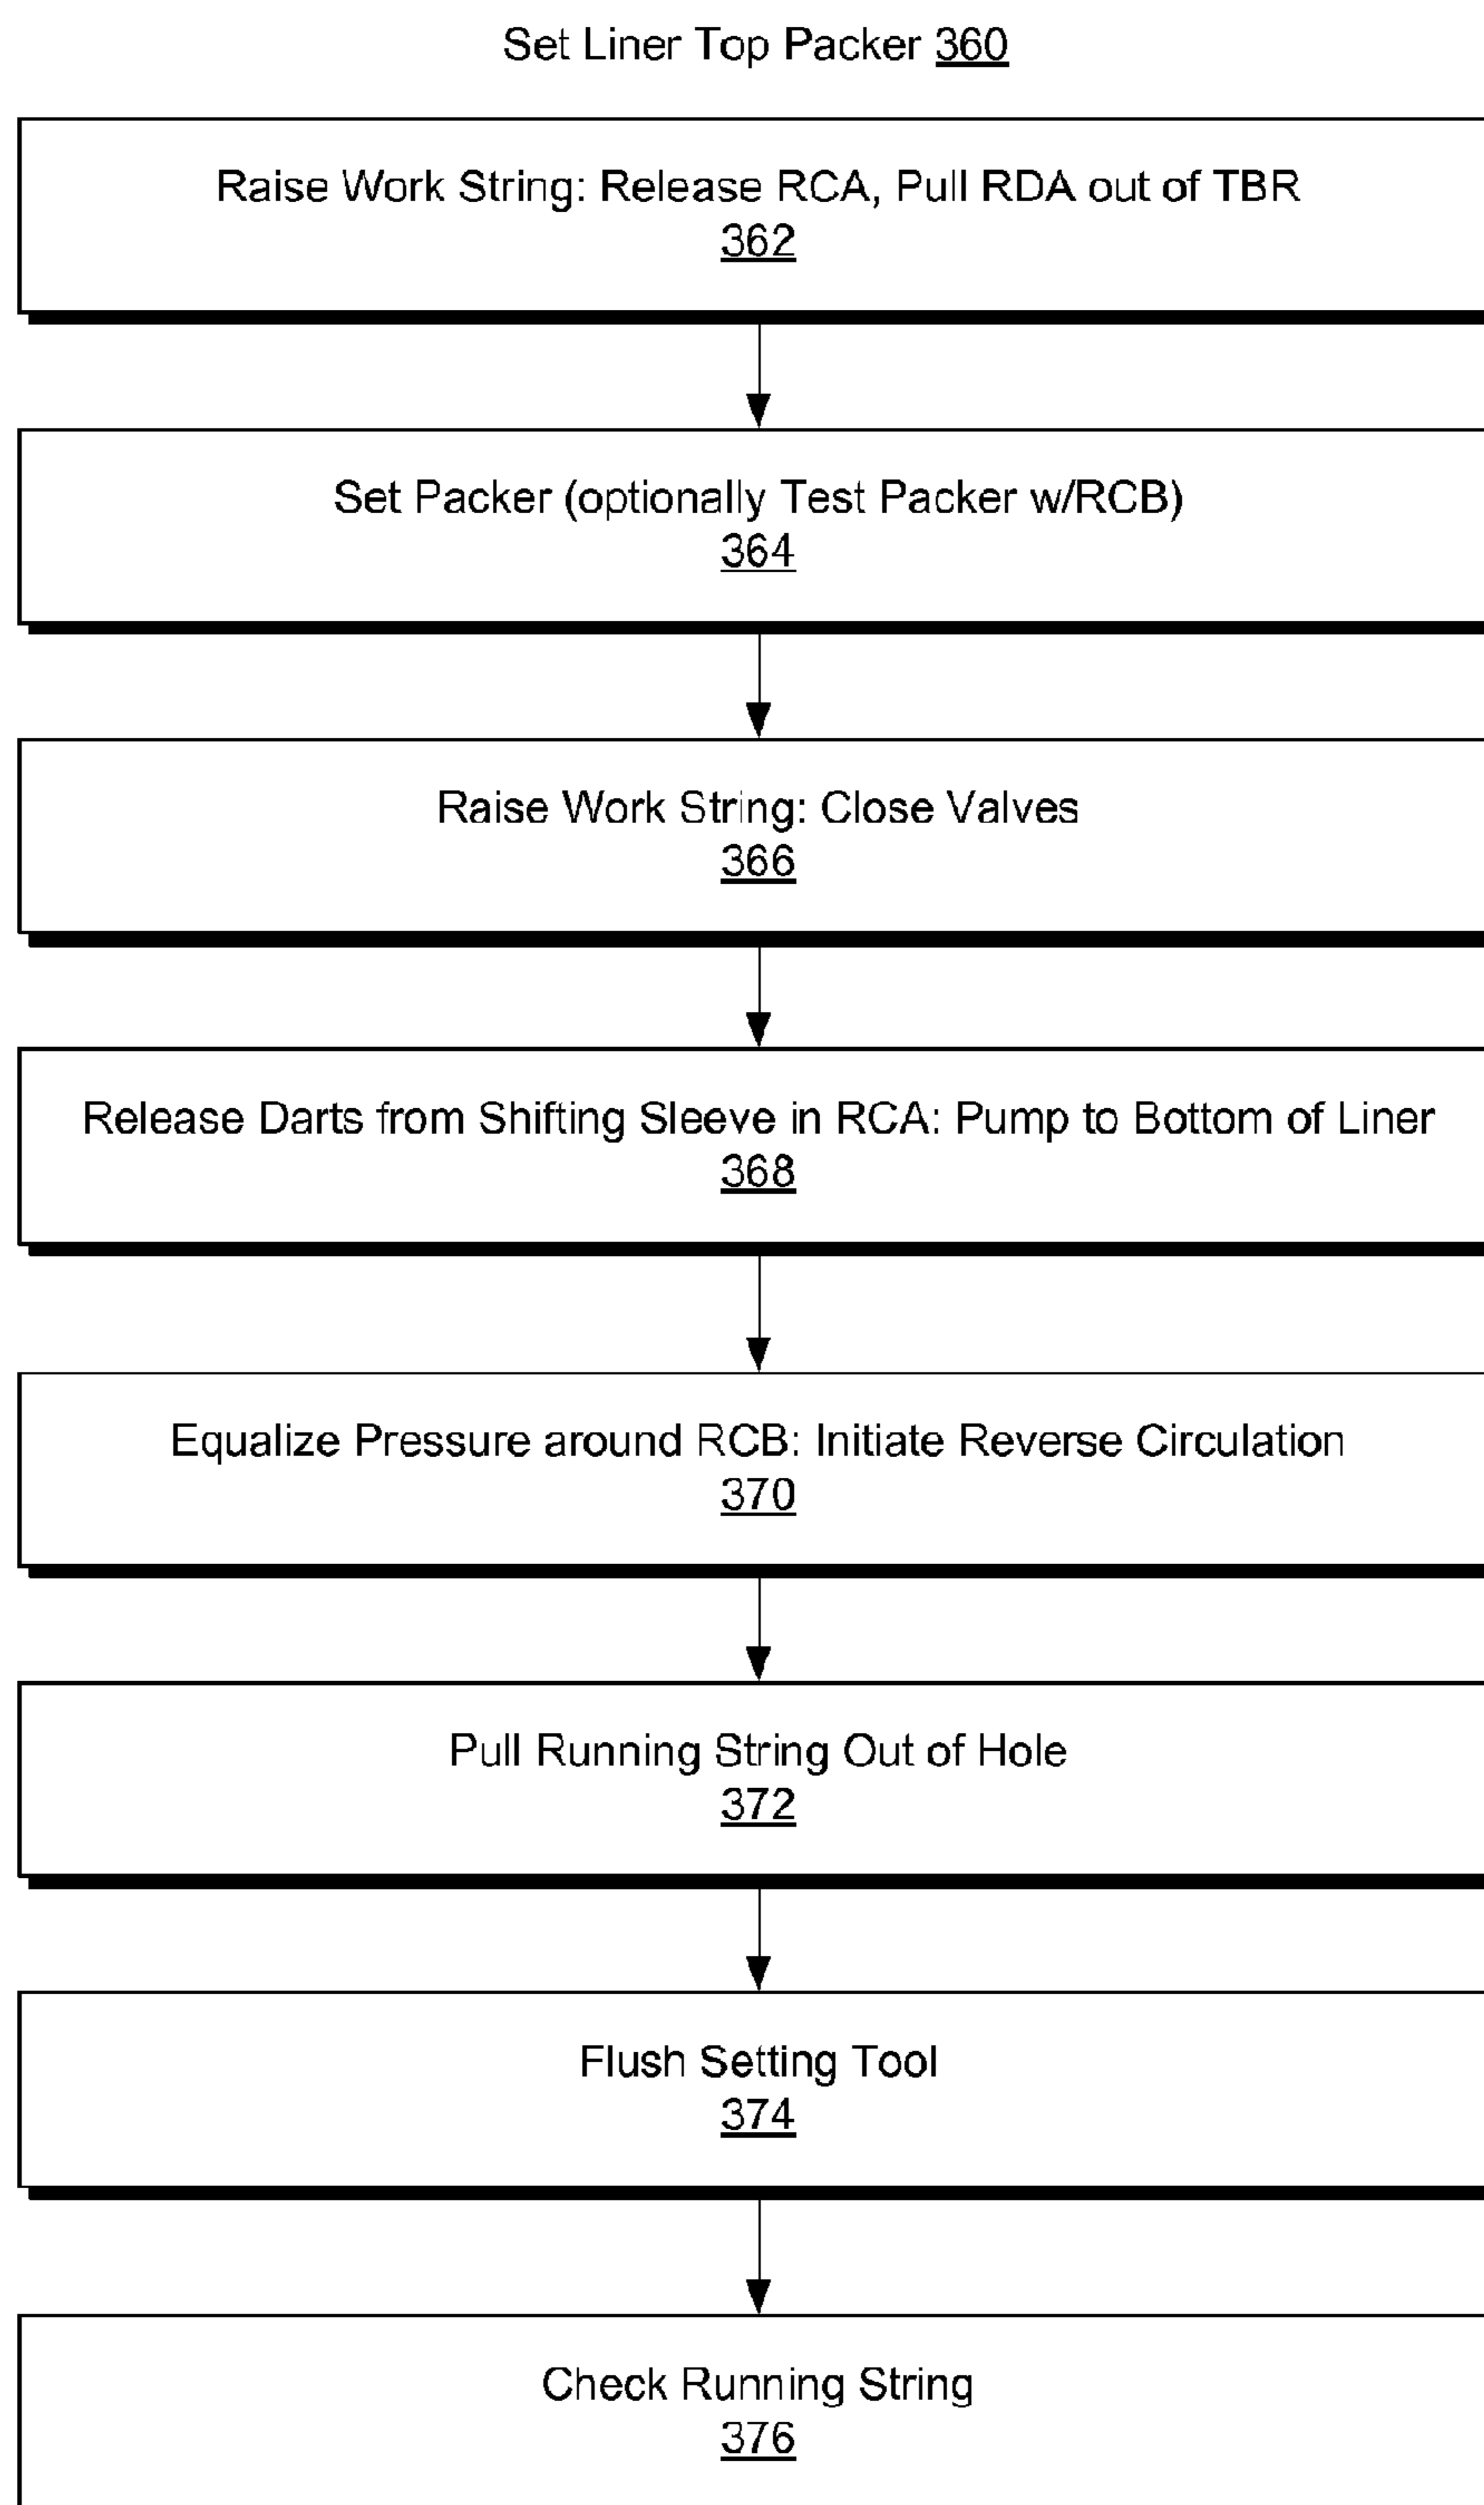 Set Liner Top Packer 360
Raise Work String: Release RCA, Pull RDA out of TBR
362
Set Packer (optionally Test Packer w/RCB)
364
Raise Work String: Close Valves
366
Release Darts from Shifting Sleeve in RCA: Pump to Bottom of Liner
368
Equalize Pressure around RCB: Initiate Reverse Circulation
370
Pull Running String Out of Hole
372
Flush Setting Tool
374
Check Running String
376